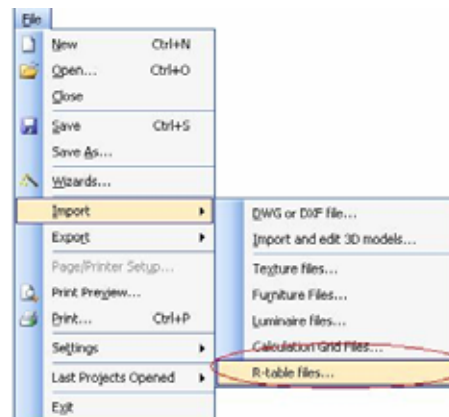 File
New Ctrl+N
Open... Ctrl+O
Close
Save Ctrl+S
Save As...
Wizards...
Import
Export
Page/Printer Setup...
Print Preview...
Print... Ctrl+P
Settings
Last Projects Opened
Exit
DWG or DXF file...
Import and edit 3D models...
Texture files...
Furniture Files...
Luminaire files...
Calculation Grid Files...
R-table files...